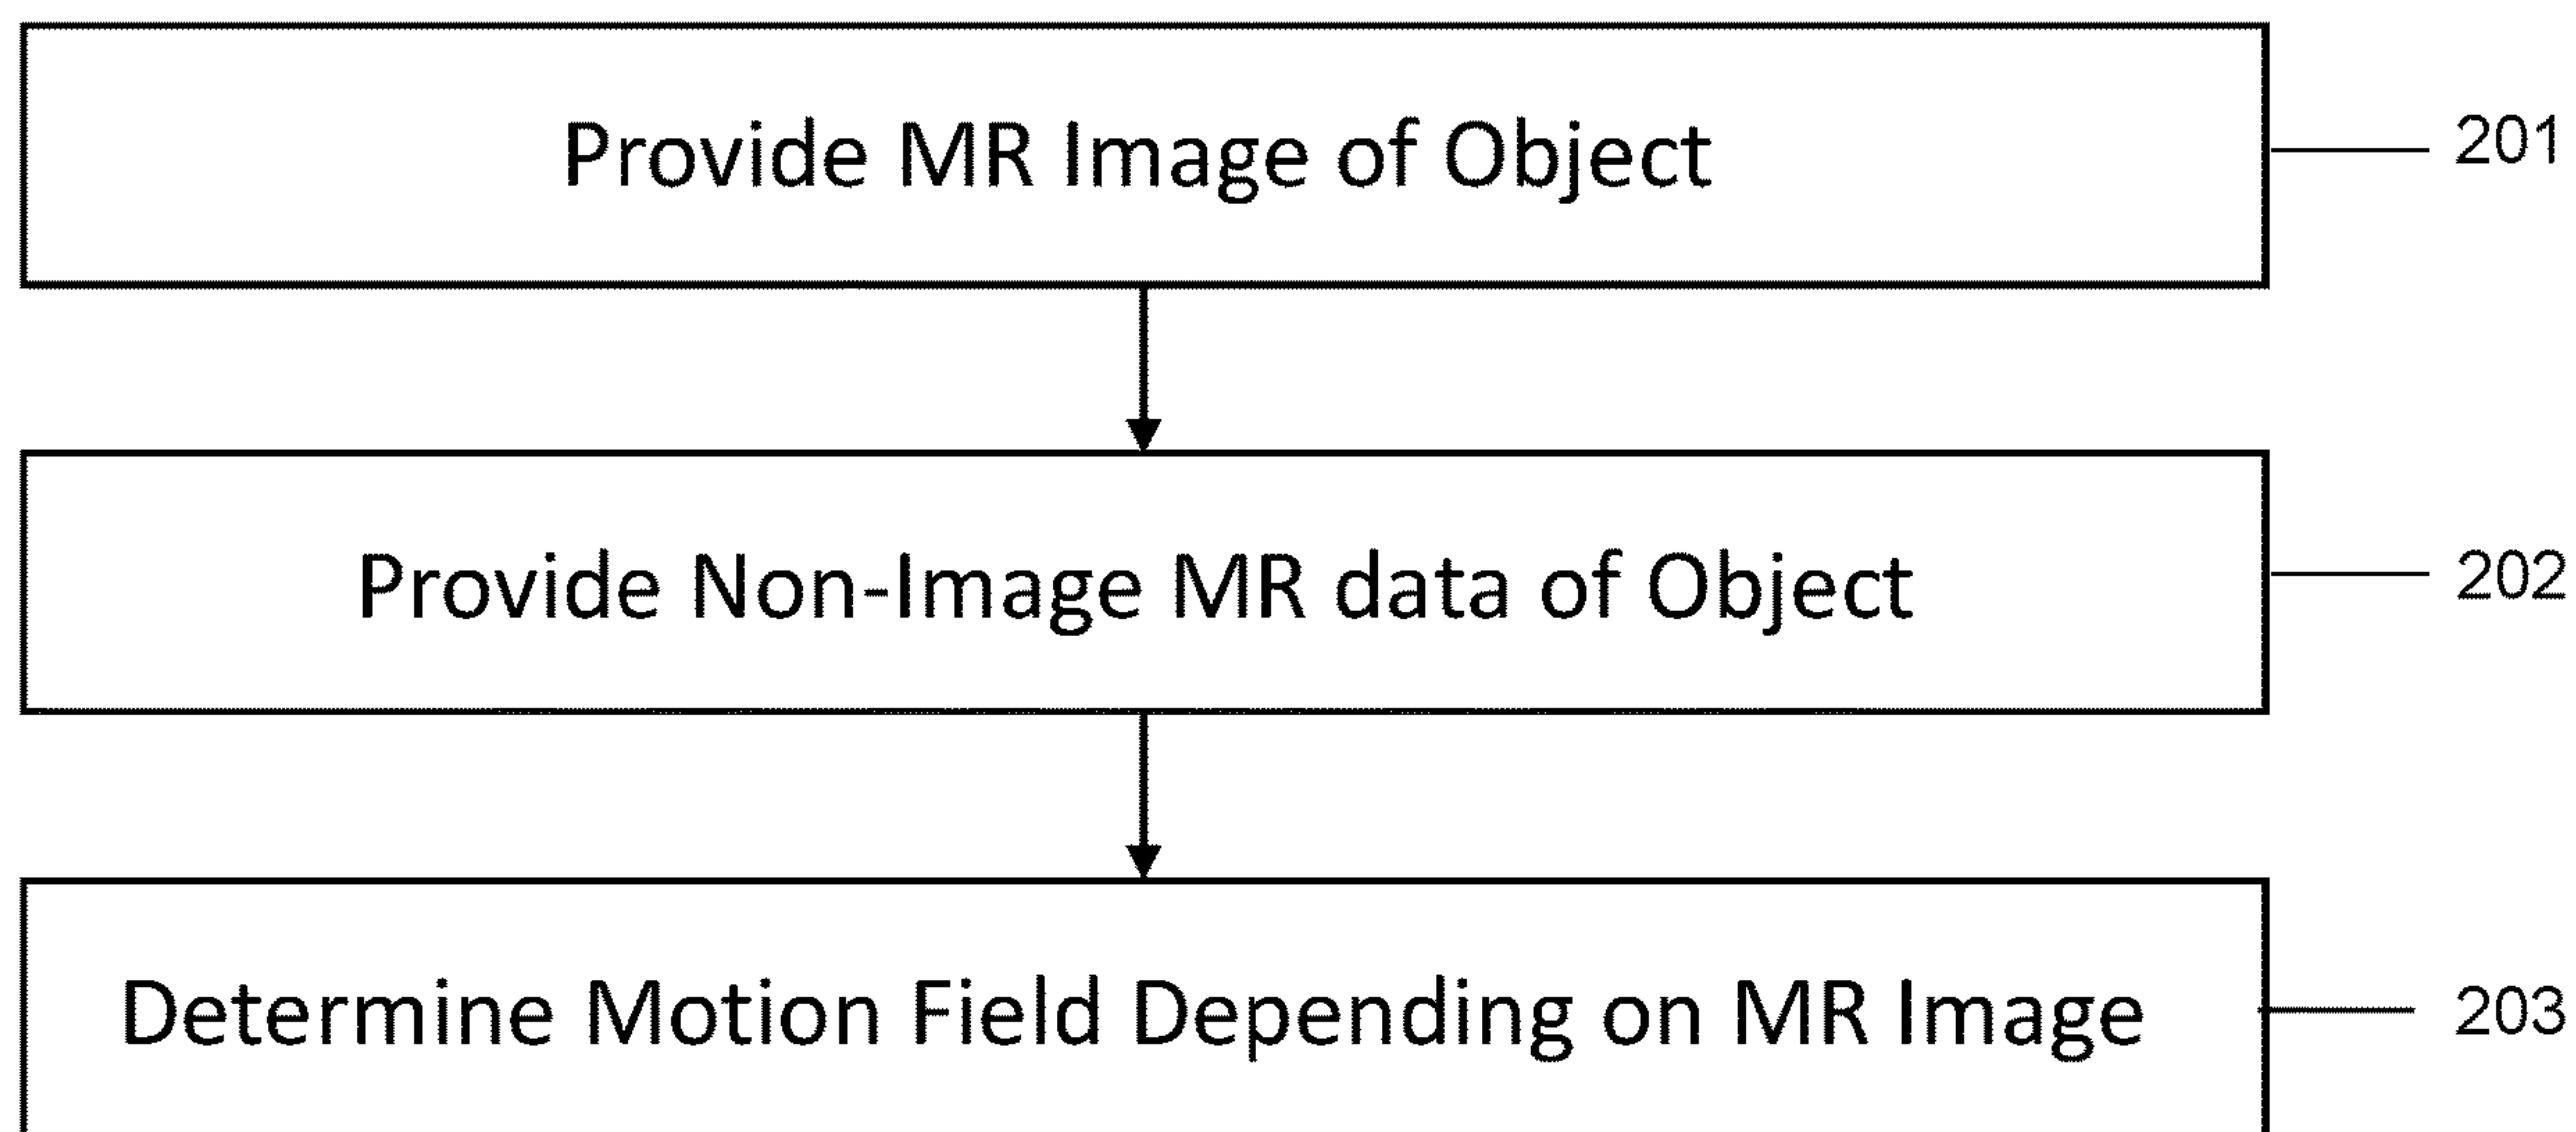 Provide MR Image of Object
201
Provide Non-Image MR data of Object
202
Determine Motion Field Depending on MR Image
203